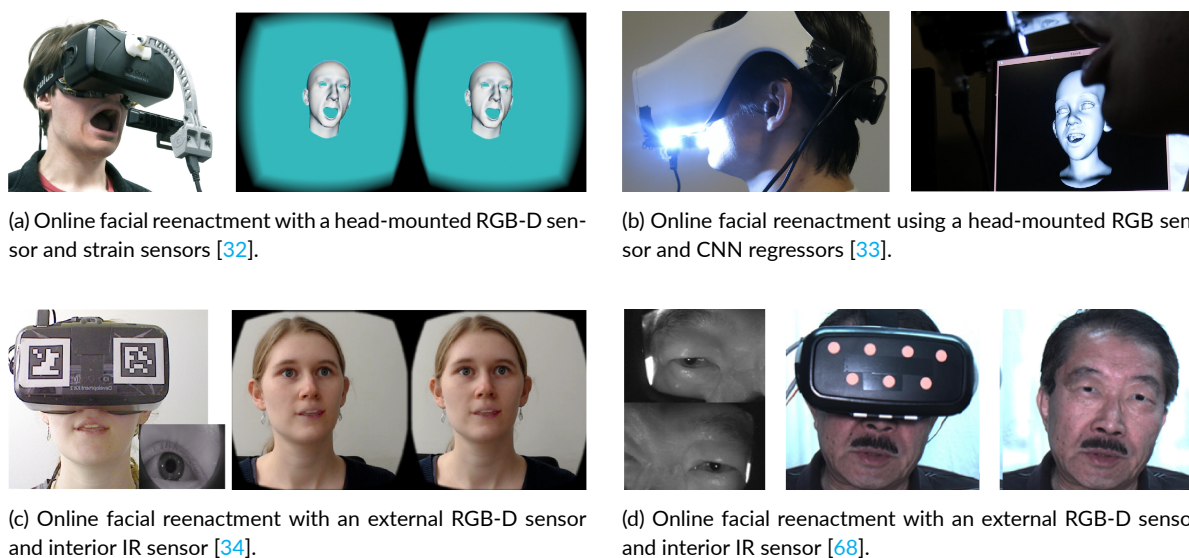 (a) Online facial reenactment with a head-mounted RGB-D sen-
sor and strain sensors [32].
(b) Online facial reenactment using a head-mounted RGB sen
sor and CNN regressors [33].
(c) Online facial reenactment with an external RGB-D sensor
and interior IR sensor [34].
(d) Online facial reenactment with an external RGB-D senso
and interior IR sensor [68].